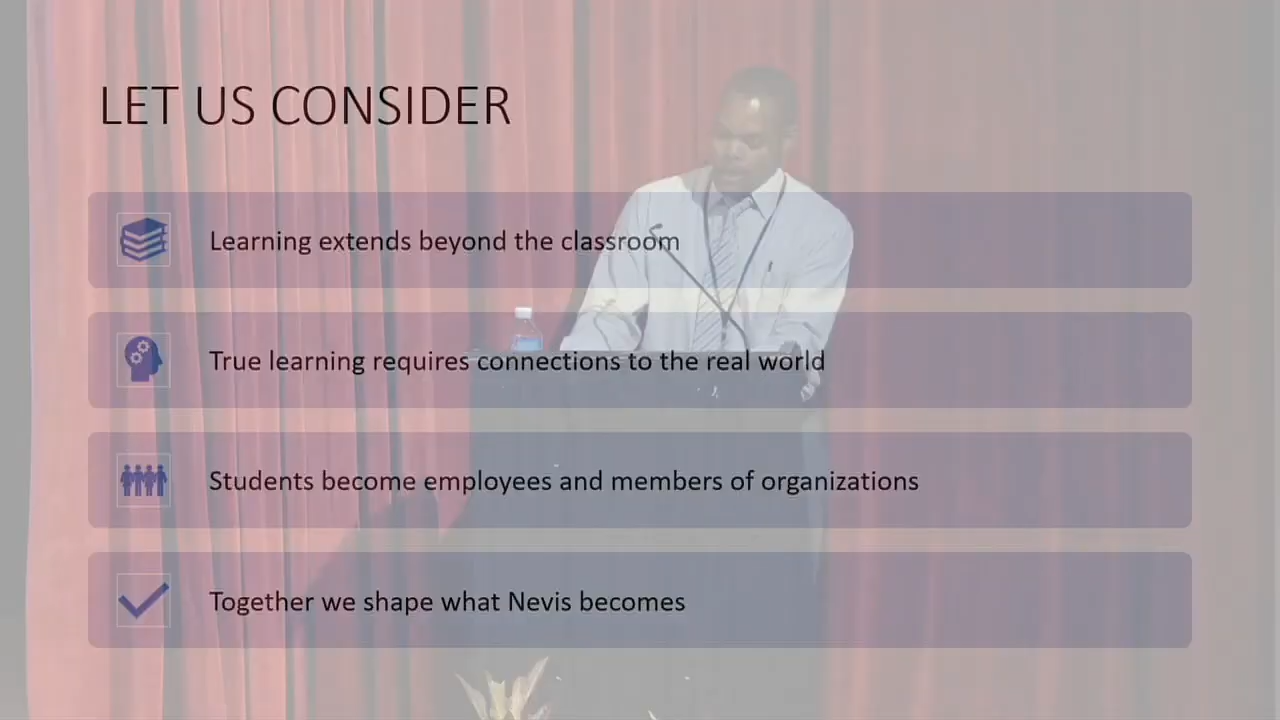 LET US CONSIDER
Learning extends beyond the classroom
True learning requires connections to the real world
Students become employees and members of organizations
Together we shape what Nevis becomes